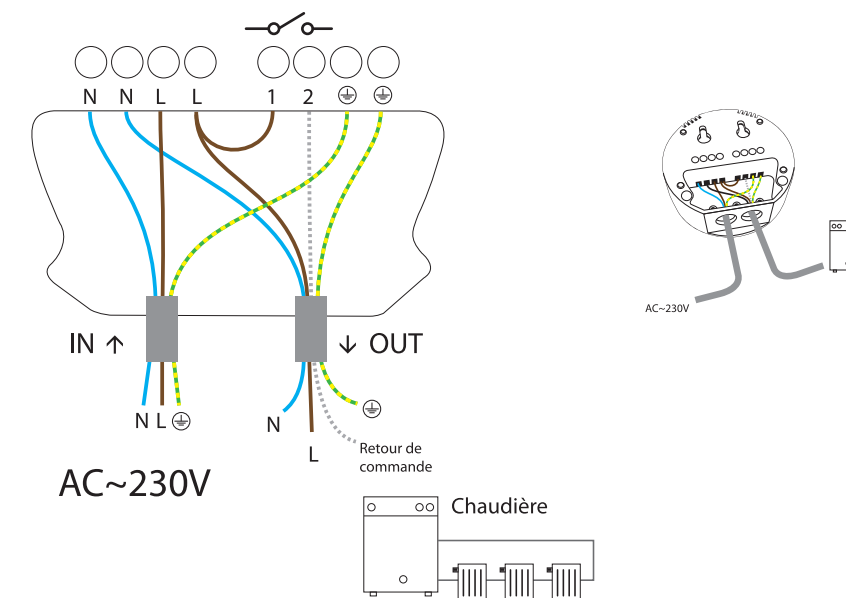 N N L L 1 2
IN ↑ ↓ OUT
N L
N
L
Retour de
commande
AC~230V
Chaudière
AC~230V